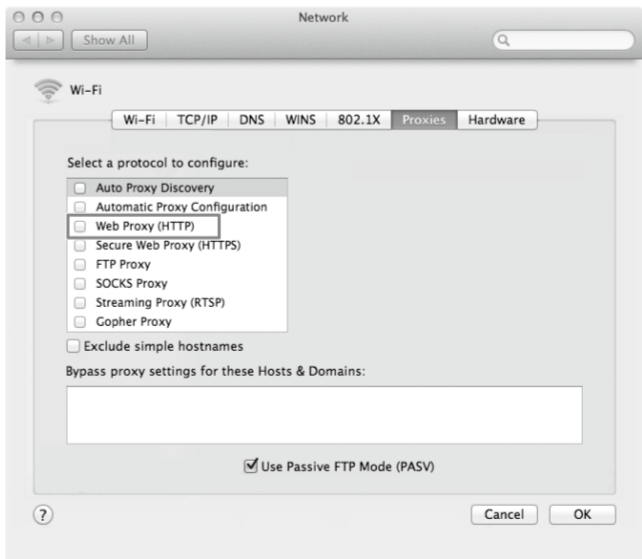 Network
Show All
Wi-Fi
Wi-Fi TCP/IP DNS WINS 802.1X Proxies Hardware
Select a protocol to configure:
Auto Proxy Discovery
Automatic Proxy Configuration
Web Proxy (HTTP)
Secure Web Proxy (HTTPS)
FTP Proxy
SOCKS Proxy
Streaming Proxy (RTSP)
Gopher Proxy
Exclude simple hostnames
Bypass proxy settings for these Hosts & Domains:
Use Passive FTP Mode (PASV)
? Cancel OK